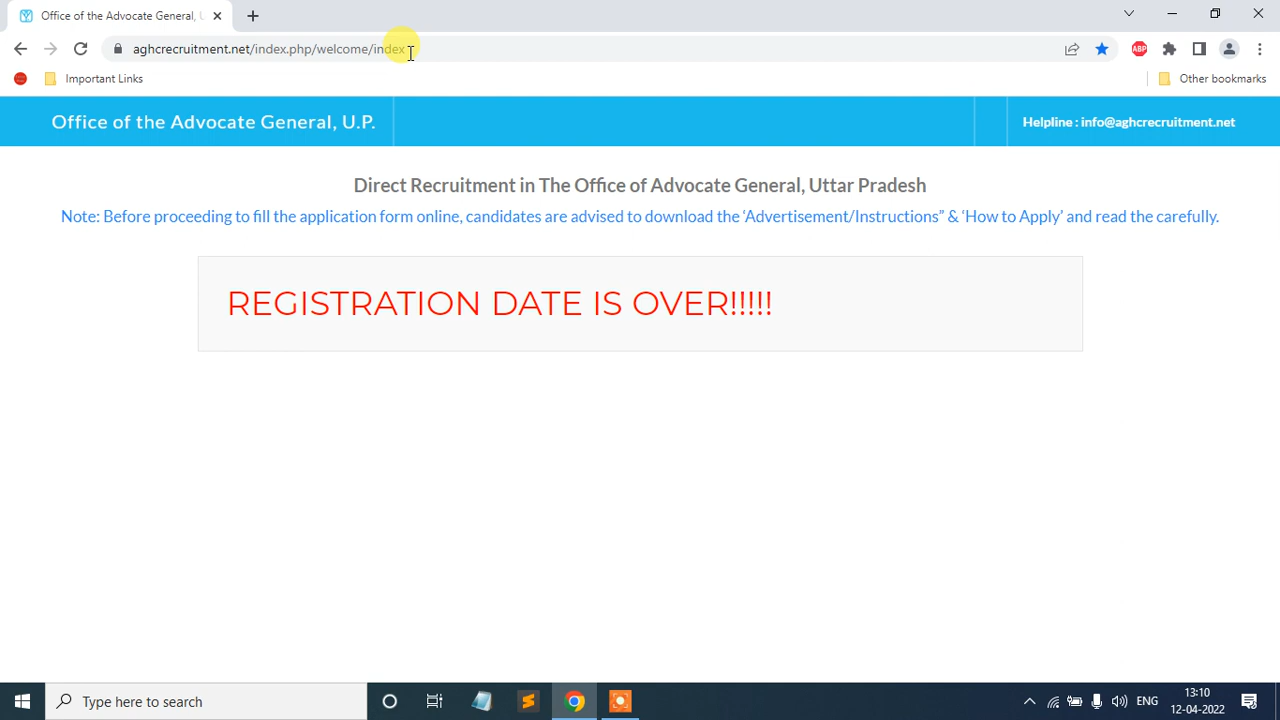 Office of the Advocate General, U
aghcrecruitment.net/index.php/welcome/index
ABP
Important Links
Other bookmarks
Office of the Advocate General, U.P.
Helpline : info@aghcrecruitment.net
Direct Recruitment in The Office of Advocate General, Uttar Pradesh
Note: Before proceeding to fill the application form online, candidates are advised to download the ‘Advertisement/Instructions” & ‘How to Apply’ and read the carefully.
REGISTRATION DATE IS OVER!!!!!
Type here to search
ENG
13:10
12-04-2022